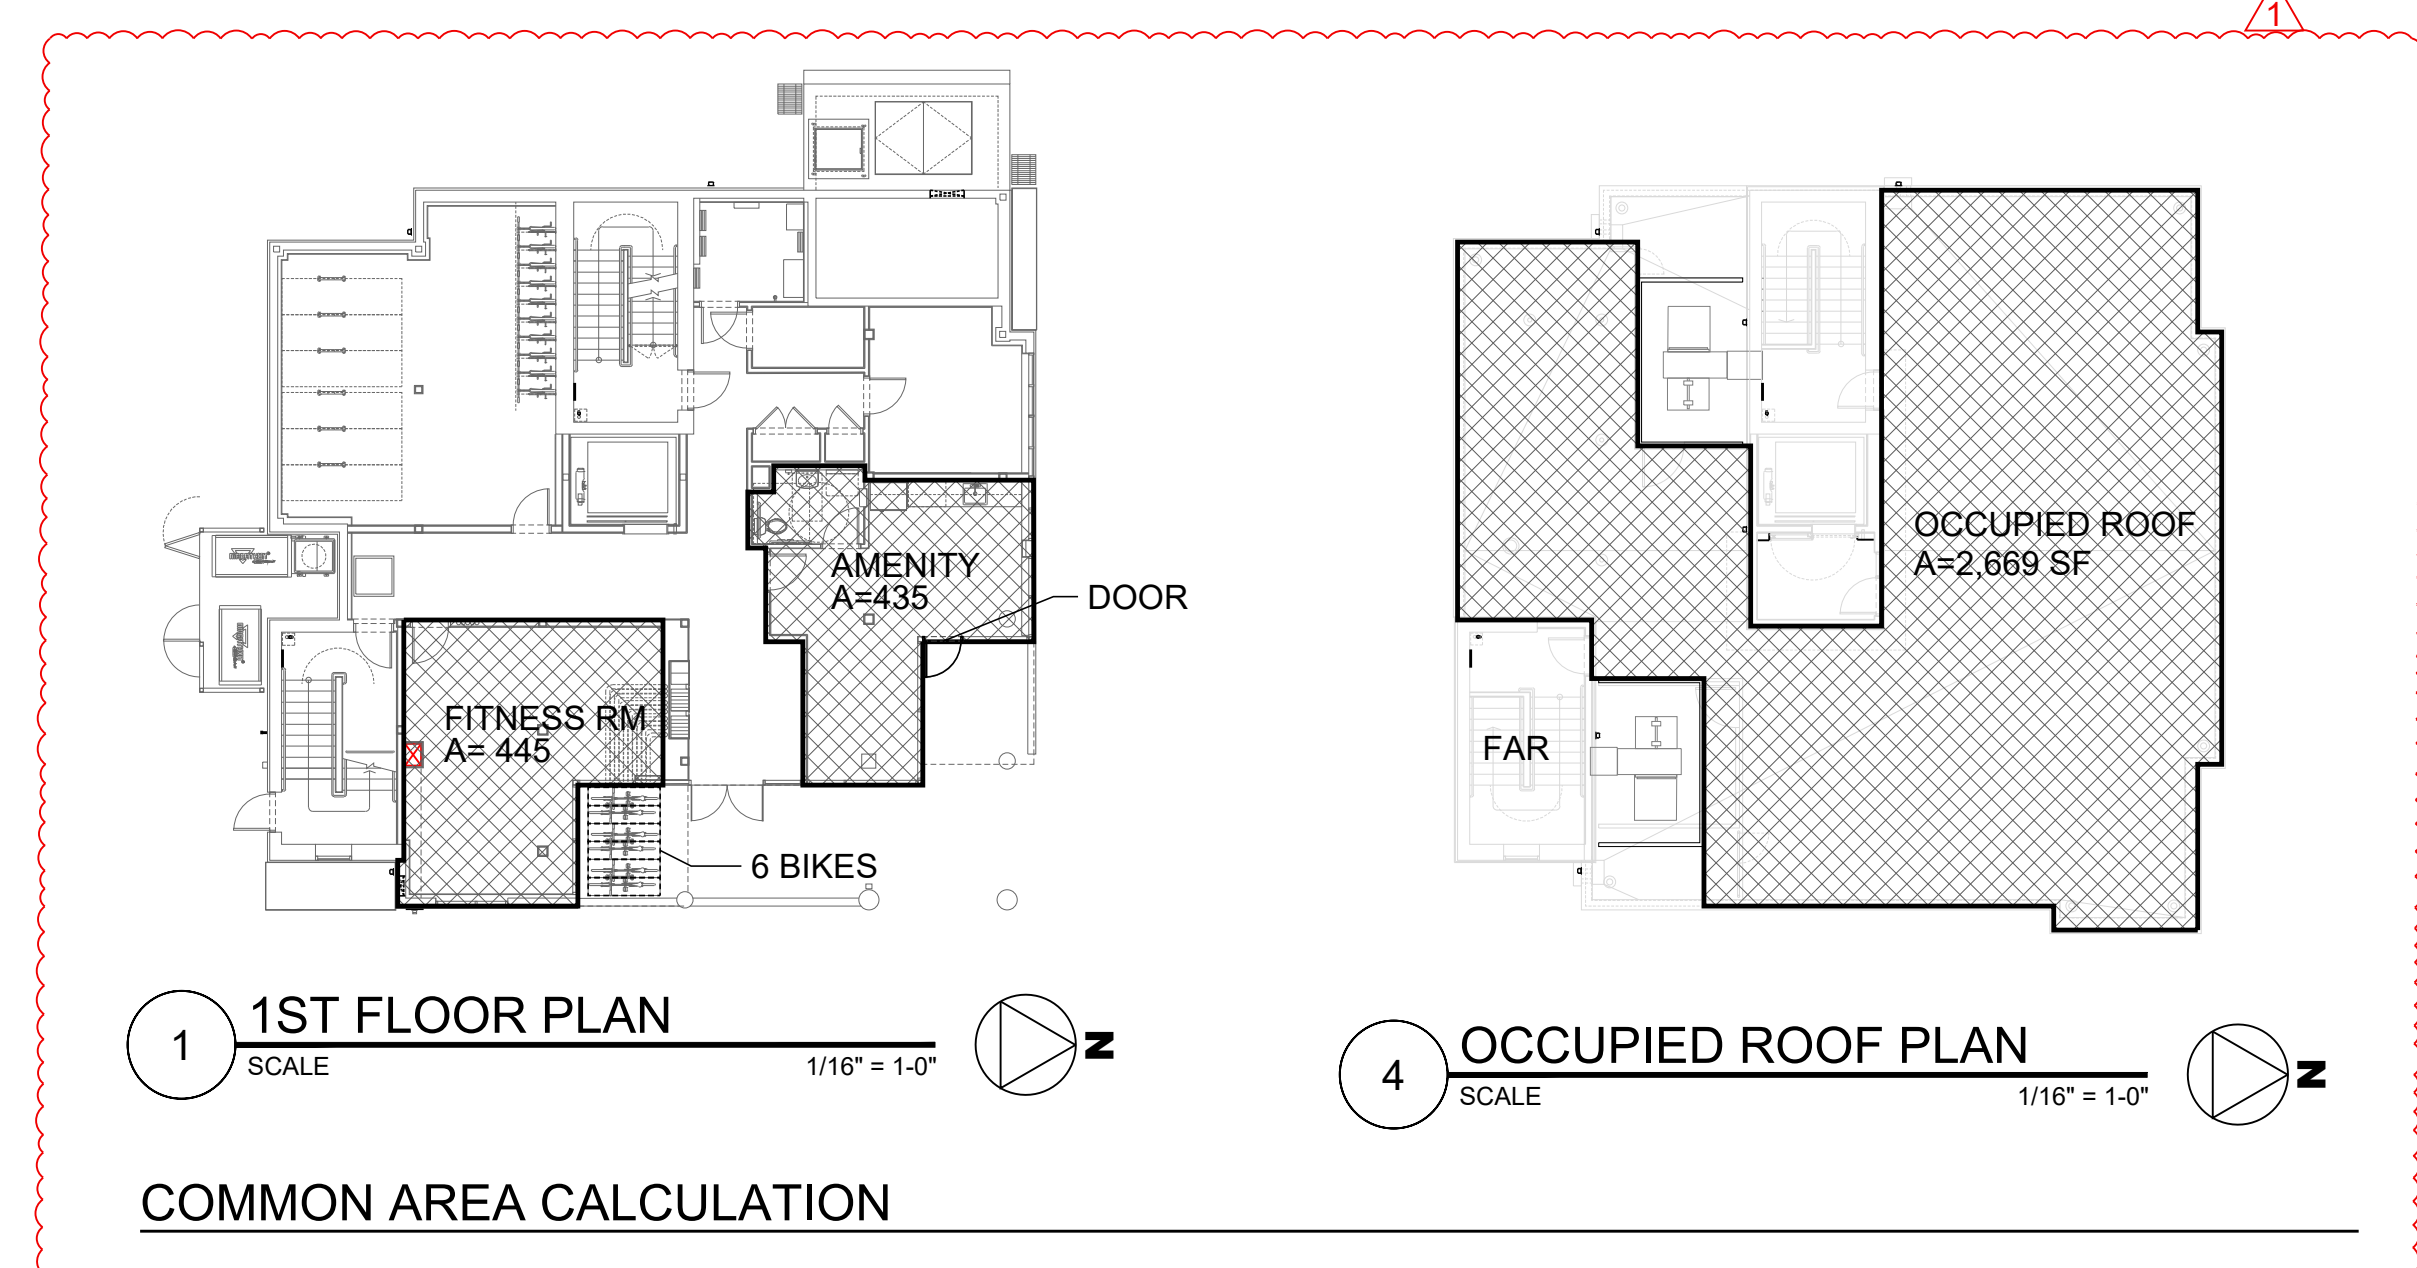 1
AMENITY
A=435
DOOR
FITNESS RM
A= 445
6 BIKES
OCCUPIED ROOF
A=2,669 SF
FAR
1
1ST FLOOR PLAN
SCALE
1/16" = 1-0"
N
4
OCCUPIED ROOF PLAN
SCALE
1/16" = 1-0"
N
COMMON AREA CALCULATION